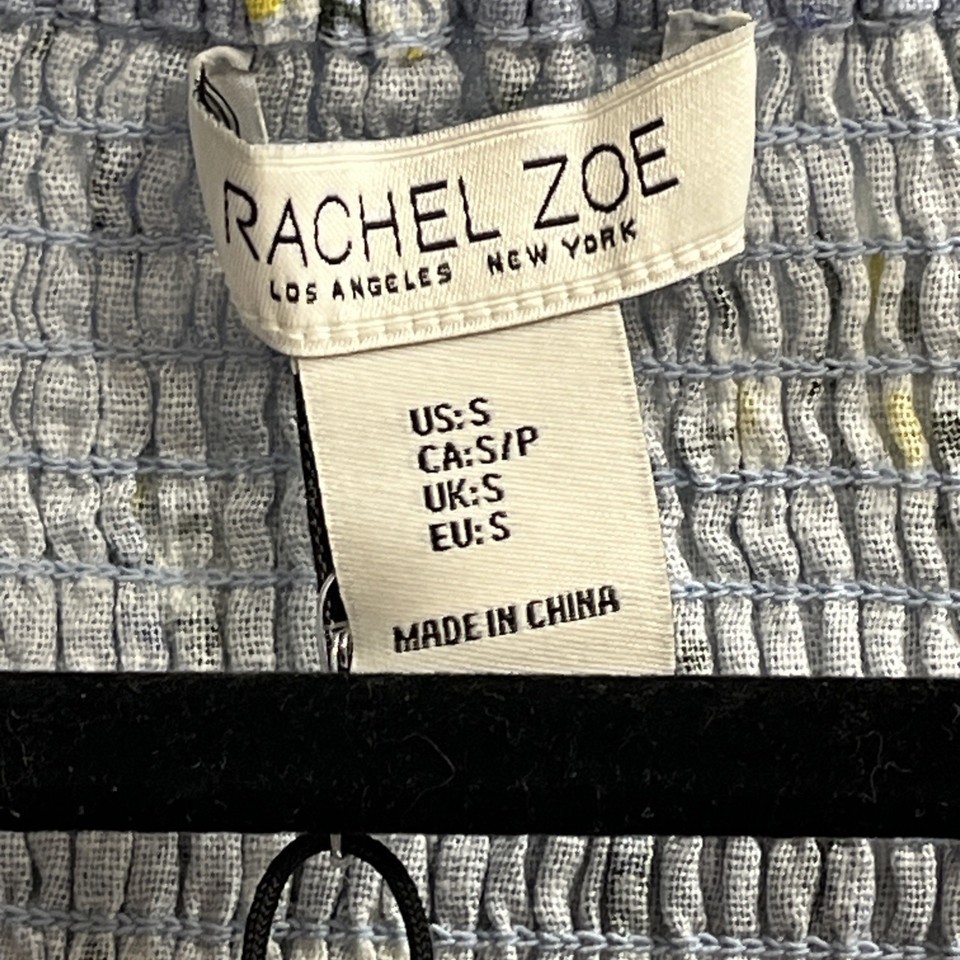 RACHEL ZOE
LOS ANGELES NEW YORK
US: S
CA: S/P
UK: S
EU: S
MADE IN CHINA